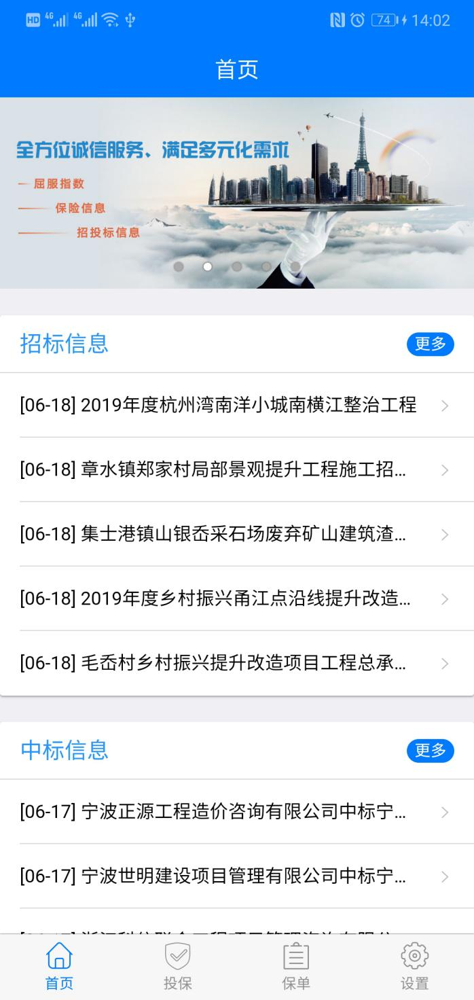 HD 4G 4G 74 14:02
首页
全方位诚信服务、满足多元化需求
屈服指数
保险信息
招投标信息
招标信息 更多
[06-18] 2019年度杭州湾南洋小城南横江整治工程
[06-18] 章水镇郑家村局部景观提升工程施工招...
[06-18] 集士港镇山银岙采石场废弃矿山建筑渣...
[06-18] 2019年度乡村振兴甬江点沿线提升改造...
[06-18] 毛岙村乡村振兴提升改造项目工程总承...
中标信息 更多
[06-17] 宁波正源工程造价咨询有限公司中标宁...
[06-17] 宁波世明建设项目管理有限公司中标宁...
首页 投保 保单 设置